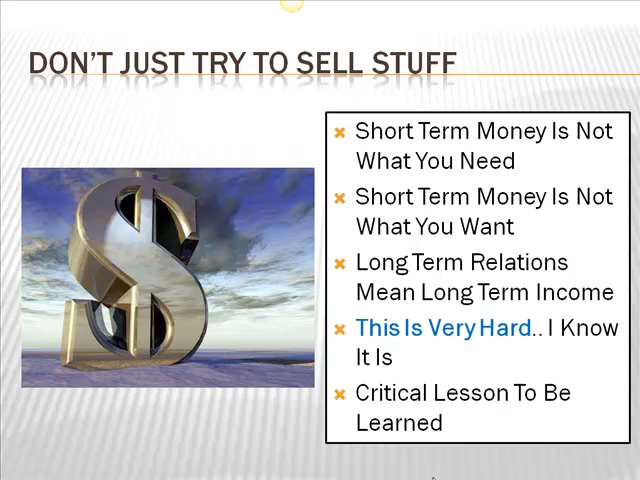 DON'T JUST TRY TO SELL STUFF
Short Term Money Is Not
What You Need
Short Term Money Is Not
What You Want
Long Term Relations
Mean Long Term Income
This Is Very Hard.. I Know
It Is
Critical Lesson To Be
Learned